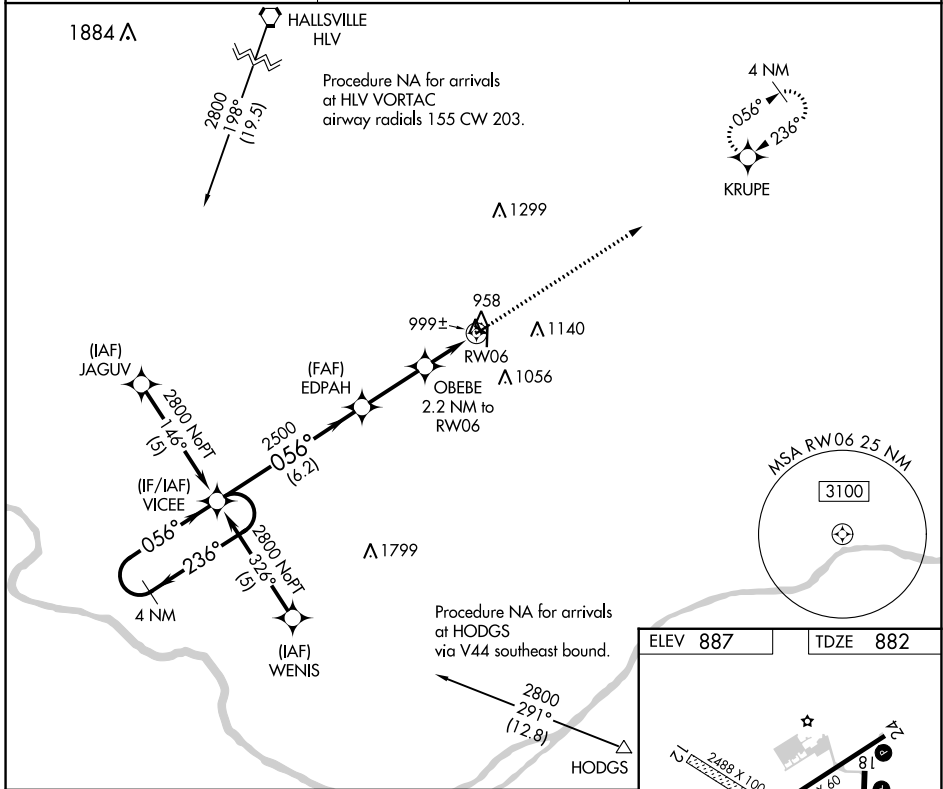 1884
HALLSVILLE
HLV
2800
198°
(19.5)
Procedure NA for arrivals
at HLV VORTAC
airway radials 155 CW 203.
4 NM
056°
236°
KRUPE
1299
958
999±
1140
RW06
1056
(IAF)
JAGUV
2800 NoPT
146°
(5)
(FAF)
EDPAH
OBEBE
2.2 NM to
RW06
2500
056°
(6.2)
(IF/IAF)
VICEE
056°
236°
4 NM
2800 NoPT
326°
(5)
(IAF)
WENIS
1799
MSA RW06 25 NM
3100
Procedure NA for arrivals
at HODGS
via V44 southeast bound.
2800
291°
(12.8)
HODGS
ELEV 887
TDZE 882
24
P
18
12
2488 X 100
X 60